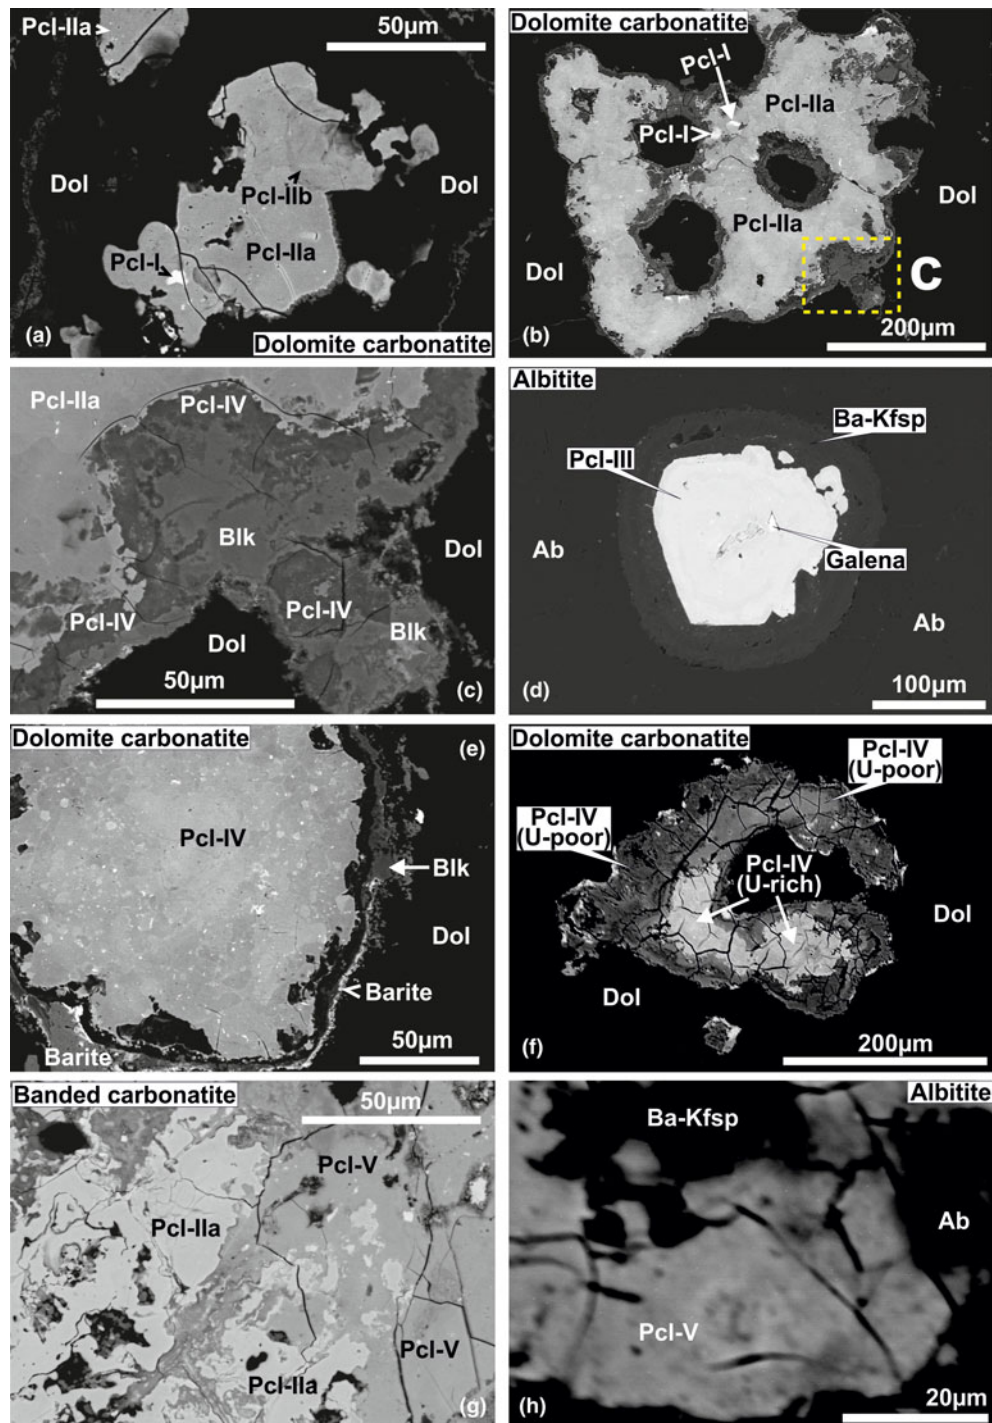 Pcl-IIa
50µm
Dol
Dol
Pcl-IIb
Pcl-IIa
Pcl-I
(a)
Dolomite carbonatite
Dolomite carbonatite
Pcl-I
Pcl-IIa
Pcl-I
Dol
Pcl-IIa
Dol
C
(b)
200µm
Pcl-IIa
Pcl-IV
Blk
Dol
Pcl-IV
Pcl-IV
Blk
Dol
50µm
(c)
Albitite
Ba-Kfsp
Pcl-III
Ab
Galena
Ab
(d)
100µm
Dolomite carbonatite
(e)
Pcl-IV
Blk
Dol
Barite
Barite
50µm
Dolomite carbonatite
Pcl-IV
(U-poor)
Pcl-IV
(U-poor)
Pcl-IV
(U-rich)
Dol
Dol
(f)
200µm
Banded carbonatite
50µm
Pcl-V
Pcl-IIa
Pcl-V
Pcl-IIa
(g)
Albitite
Ba-Kfsp
Ab
Pcl-V
20µm
(h)